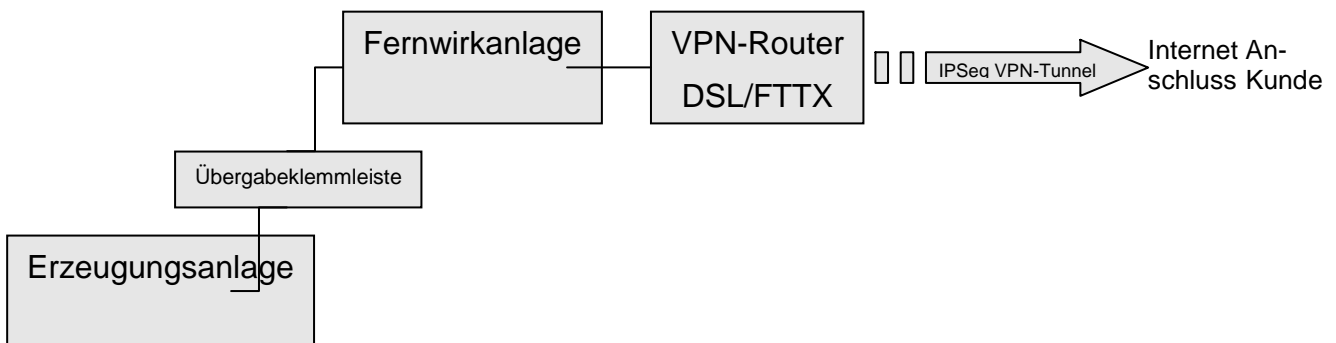 Fernwirkanlage
VPN-Router
DSL/FTTX
IPSeq VPN-Tunnel
Internet An-
schluss Kunde
Übergabeklemmleiste
Erzeugungsanlage